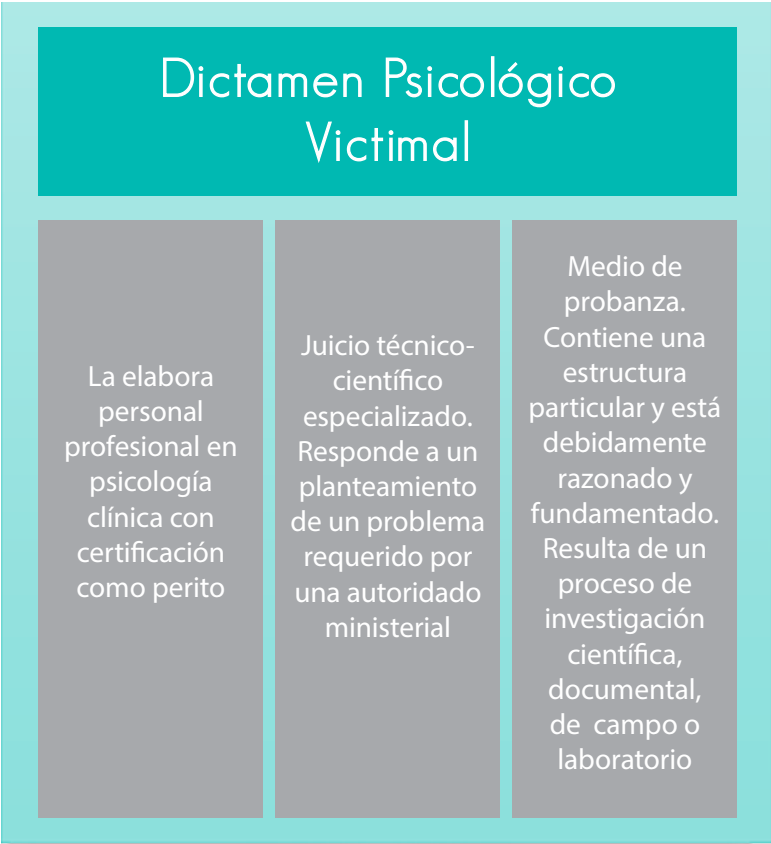 Dictamen Psicológico
Victimal
La elabora
personal
profesional en
psicología
clínica con
certificación
como perito
Juicio técnico-
científico
especializado.
Responde a un
planteamiento
de un problema
requerido por
una autoridado
ministerial
Medio de
probanza.
Contiene una
estructura
particular y está
debidamente
razonado y
fundamentado.
Resulta de un
proceso de
investigación
científica,
documental,
de campo o
laboratorio